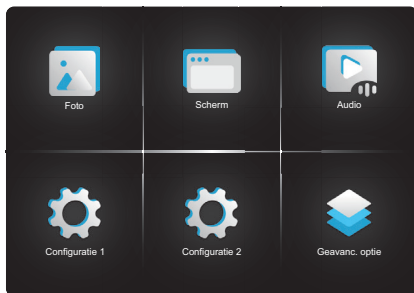 Foto
Scherm
Audio
Configuratie 1
Configuratie 2
Geavanc. optie